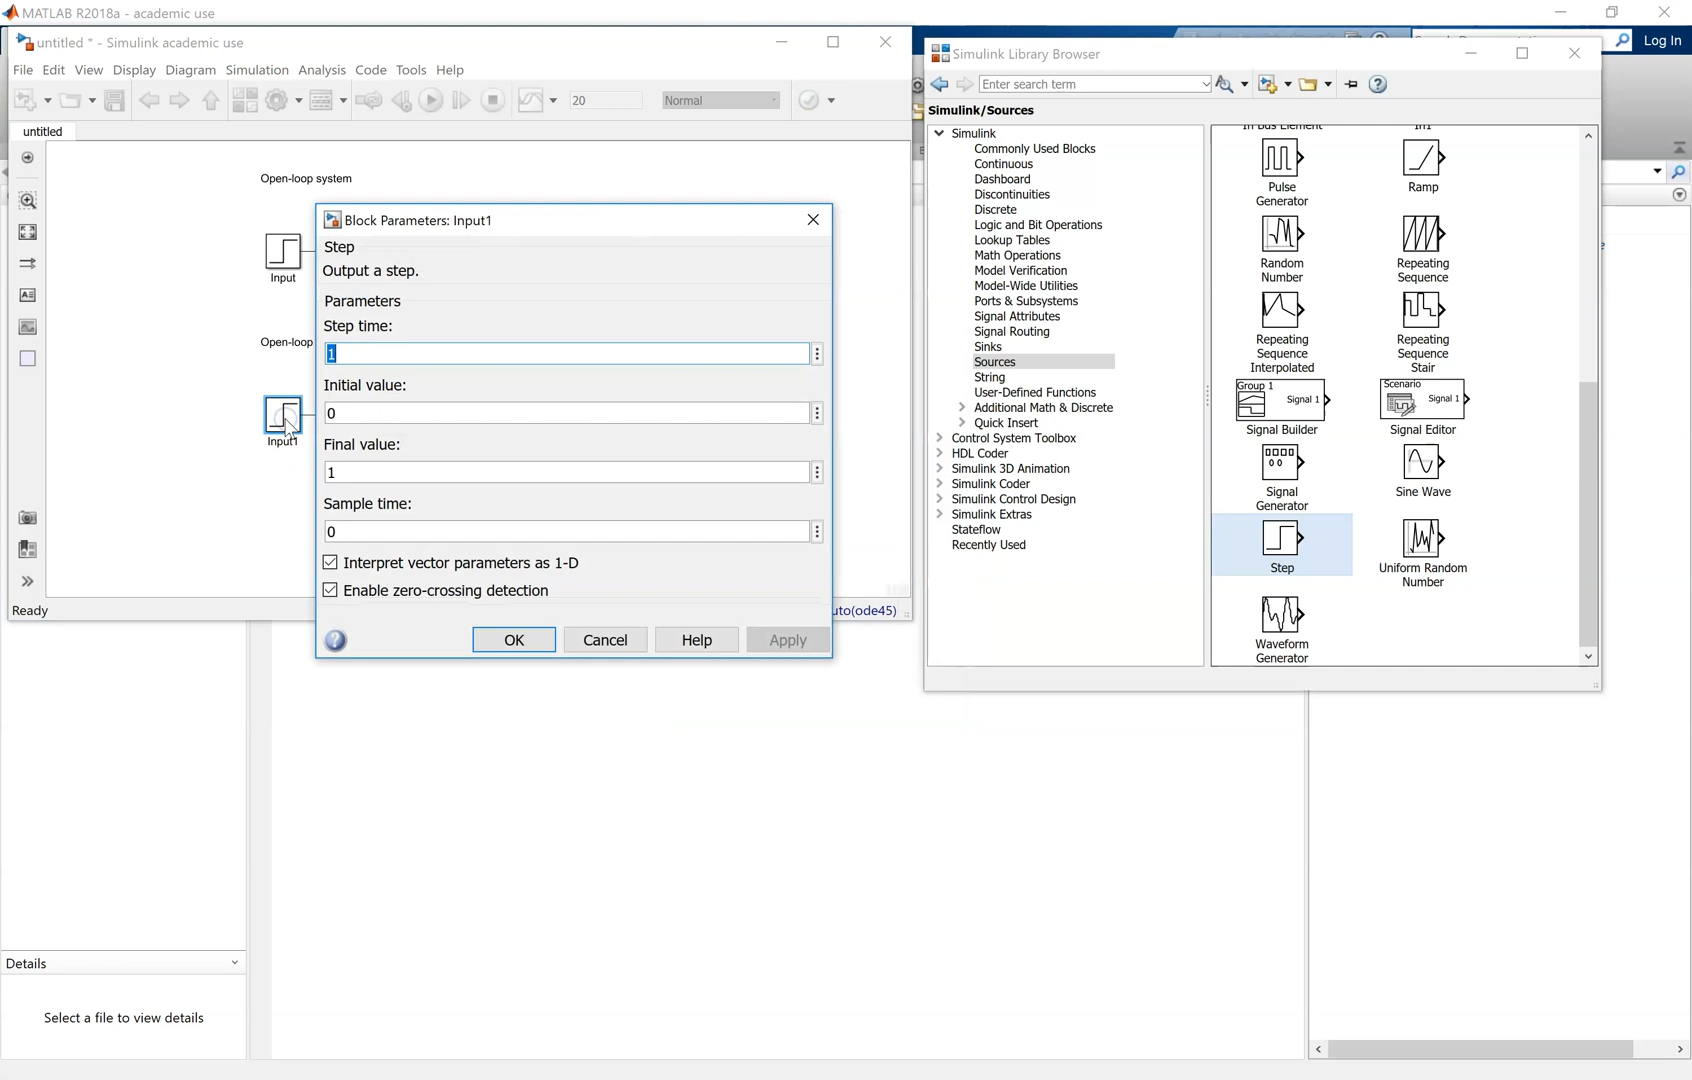 MATLAB R2018a - academic use
untitled * - Simulink academic use
File Edit View Display Diagram Simulation Analysis Code Tools Help
20
Normal
untitled
Open-loop system
Input
Open-loop
Input1
Ready
Block Parameters: Input1
Step
Output a step.
Parameters
Step time:
1
Initial value:
0
Final value:
1
Sample time:
0
Interpret vector parameters as 1-D
Enable zero-crossing detection
OK Cancel Help Apply
uto(ode45)
Log In
Simulink Library Browser
Enter search term
Simulink/Sources
Simulink
Commonly Used Blocks
Continuous
Dashboard
Discontinuities
Discrete
Logic and Bit Operations
Lookup Tables
Math Operations
Model Verification
Model-Wide Utilities
Ports & Subsystems
Signal Attributes
Signal Routing
Sinks
Sources
String
User-Defined Functions
Additional Math & Discrete
Quick Insert
Control System Toolbox
HDL Coder
Simulink 3D Animation
Simulink Coder
Simulink Control Design
Simulink Extras
Stateflow
Recently Used
In Bus Element
In1
Pulse
Generator
Ramp
Random
Number
Repeating
Sequence
Repeating
Sequence
Interpolated
Repeating
Sequence
Stair
Group 1
Signal 1
Signal Builder
Scenario
Signal 1
Signal Editor
Signal
Generator
Sine Wave
Step
Uniform Random
Number
Waveform
Generator
Details
Select a file to view details